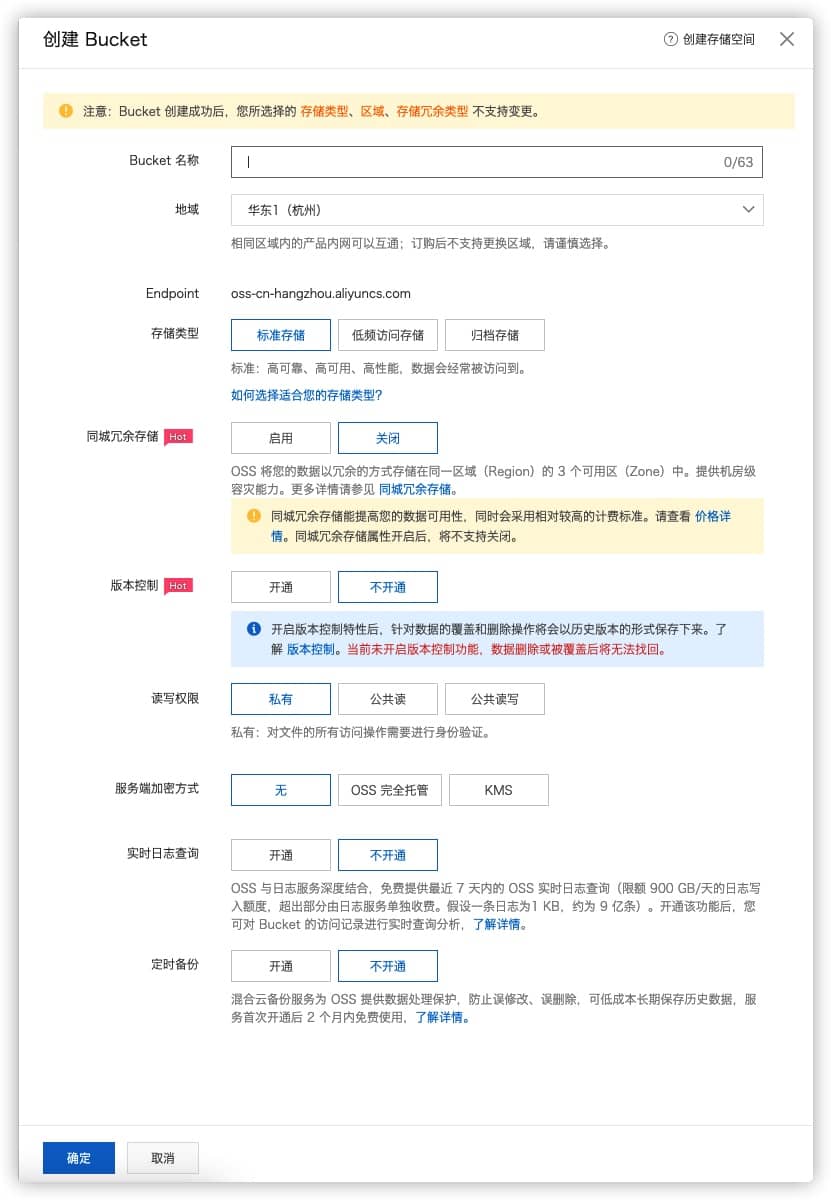 创建 Bucket
创建存储空间
注意：Bucket 创建成功后，您所选择的 存储类型、区域、存储冗余类型 不支持变更。
Bucket 名称
0/63
地域
华东1（杭州）
相同区域内的产品内网可以互通；订购后不支持更换区域，请谨慎选择。
Endpoint
oss-cn-hangzhou.aliyuncs.com
存储类型
标准存储 低频访问存储 归档存储
标准：高可靠、高可用、高性能，数据会经常被访问到。
如何选择适合您的存储类型？
同城冗余存储 Hot
启用 关闭
OSS 将您的数据以冗余的方式存储在同一区域（Region）的 3 个可用区（Zone）中。提供机房级
容灾能力。更多详情请参见 同城冗余存储。
同城冗余存储能提高您的数据可用性，同时会采用相对较高的计费标准。请查看 价格详
情。同城冗余存储属性开启后，将不支持关闭。
版本控制 Hot
开通 不开通
开启版本控制特性后，针对数据的覆盖和删除操作将会以历史版本的形式保存下来。了
解 版本控制。当前未开启版本控制功能，数据删除或被覆盖后将无法找回。
读写权限
私有 公共读 公共读写
私有：对文件的所有访问操作需要进行身份验证。
服务端加密方式
无 OSS 完全托管 KMS
实时日志查询
开通 不开通
OSS 与日志服务深度结合，免费提供最近 7 天内的 OSS 实时日志查询（限额 900 GB/天的日志写
入额度，超出部分由日志服务单独收费。假设一条日志为1 KB，约为 9 亿条）。开通该功能后，您
可对 Bucket 的访问记录进行实时查询分析，了解详情。
定时备份
开通 不开通
混合云备份服务为 OSS 提供数据处理保护，防止误修改、误删除，可低成本长期保存历史数据，服
务首次开通后 2 个月内免费使用，了解详情。
确定 取消